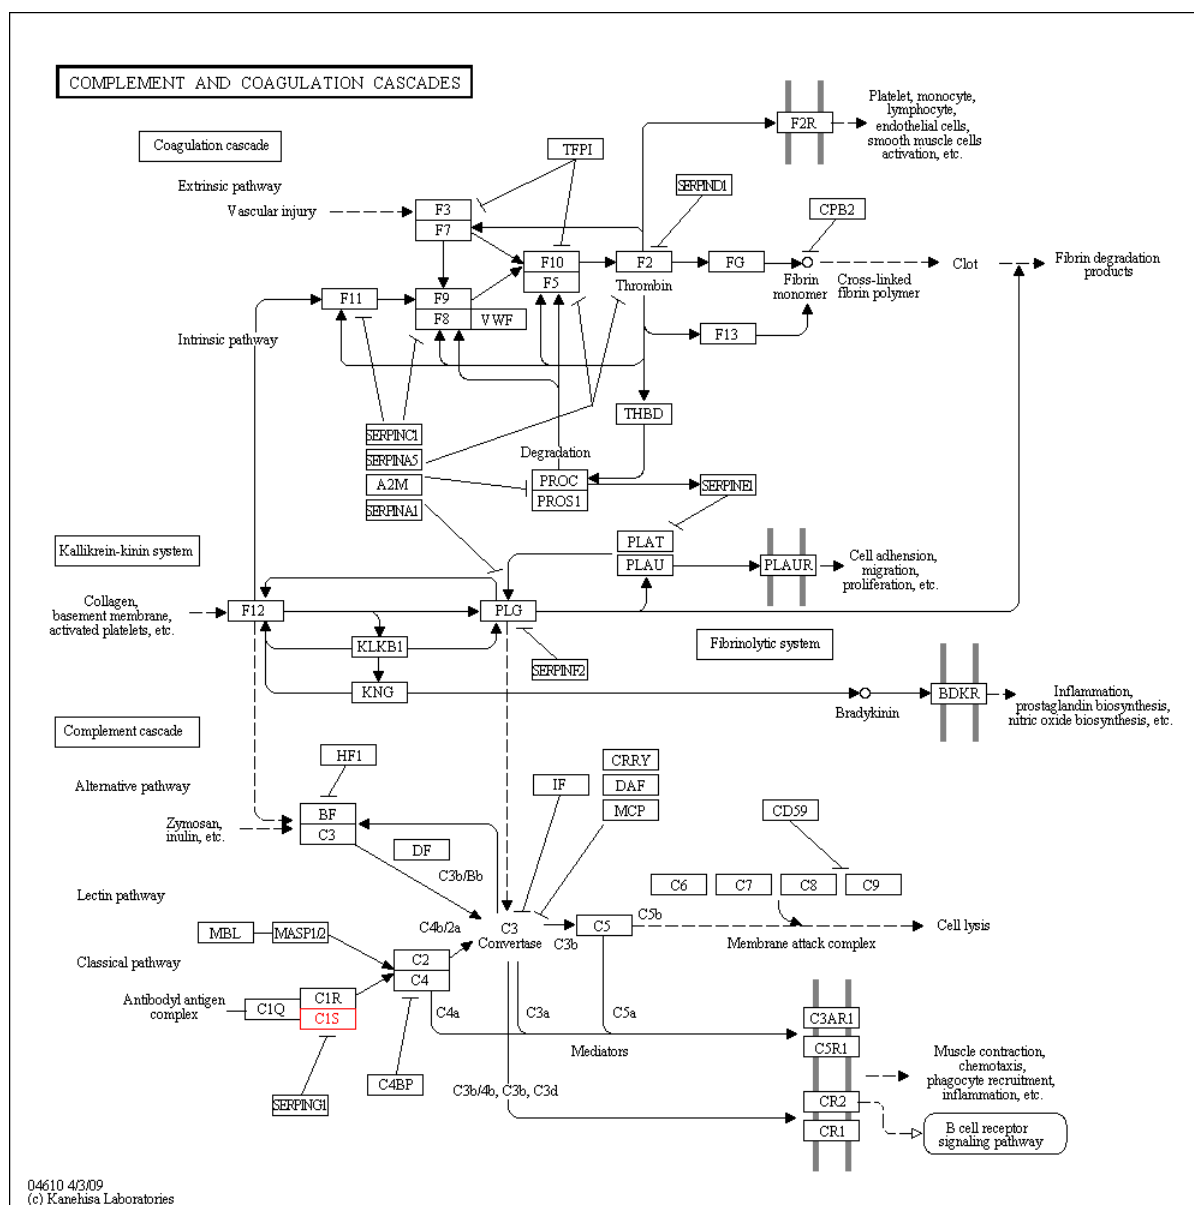 COMPLEMENT AND COAGULATION CASCADES
Platelet, monocyte,
lymphocyte,
endothelial cells,
smooth muscle cells
activation, etc.
F2R
Coagulation cascade
TFPI
Extrinsic pathway
SERPIND1
Vascular injury
F3
F7
CPB2
F10
F5
F2
Thrombin
FG
Fibrin
monomer
Cross-linked
fibrin polymer
Clot
Fibrin degradation
products
F11
F9
F8
VWF
F13
Intrinsic pathway
THBD
SERPINC1
SERPINA5
A2M
SERPINA1
Degradation
PROC
PROS1
SERPINE1
PLAT
PLAU
PLAUR
Cell adhension,
migration,
proliferation, etc.
Kallikrein-kinin system
Collagen,
basement membrane,
activated platelets, etc.
F12
PLG
KLKB1
Fibrinolytic system
SERPINF2
KNG
Bradykinin
BDKR
Inflammation,
prostaglandin biosynthesis,
nitric oxide biosynthesis, etc.
Complement cascade
HF1
CRRY
DAF
MCP
IF
Alternative pathway
CD59
BF
C3
Zymosan,
inulin, etc.
DF
C3b/Bb
C6
C7
C8
C9
Lectin pathway
C4b/2a
C3
Convertase
C3b
C5
C5b
Membrane attack complex
Cell lysis
MBL
MASP1/2
C2
C4
Classical pathway
Antibodyl antigen
complex
C1Q
C1R
C1S
C4a
C3a
C5a
Mediators
C3AR1
C5R1
Muscle contraction,
chemotaxis,
phagocyte recruitment,
inflammation, etc.
C4BP
SERPING1
C3b/4b, C3b, C3d
CR2
CR1
B cell receptor
signaling pathway
04610 4/3/09
(c) Kanehisa Laboratories